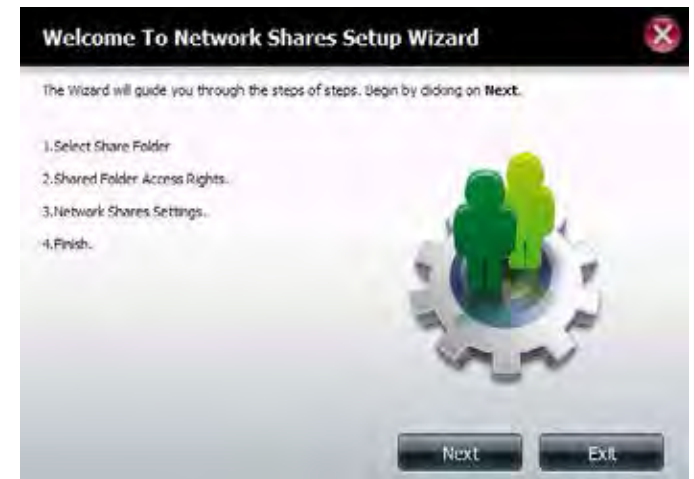 Welcome To Network Shares Setup Wizard
The Wizard will guide you through the steps of steps. Begin by clicking on Next.
1.Select Share Folder
2.Shared Folder Access Rights.
3.Network Shares Settings.
4.Finish.
Next
Exit